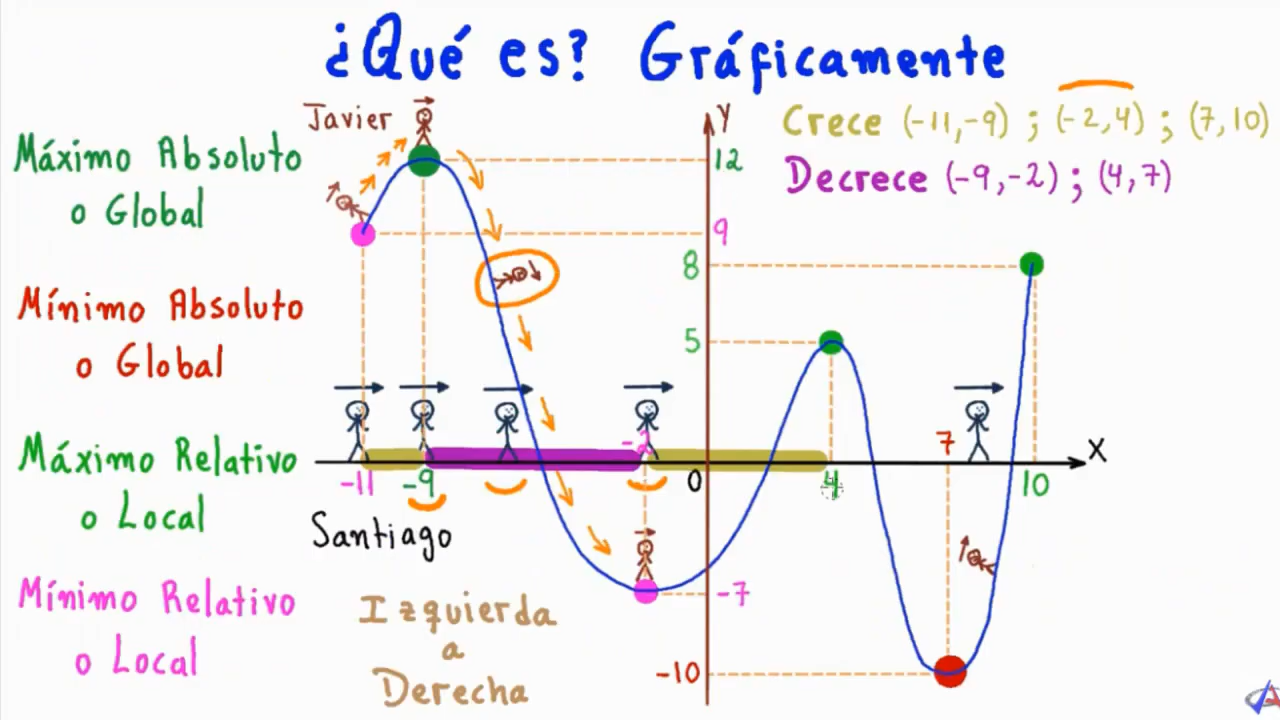 ¿Qué es? Gráficamente
Crece (-11,-9) ; (-2,4) ; (7,10)
Decrece (-9,-2) ; (4,7)
Máximo Absoluto
o Global
Mínimo Absoluto
o Global
Máximo Relativo
o Local
Mínimo Relativo
o Local
Javier
Y
12
9
8
5
-2
7
X
-11
-9
0
4
10
Santiago
-7
-10
Izquierda
a
Derecha